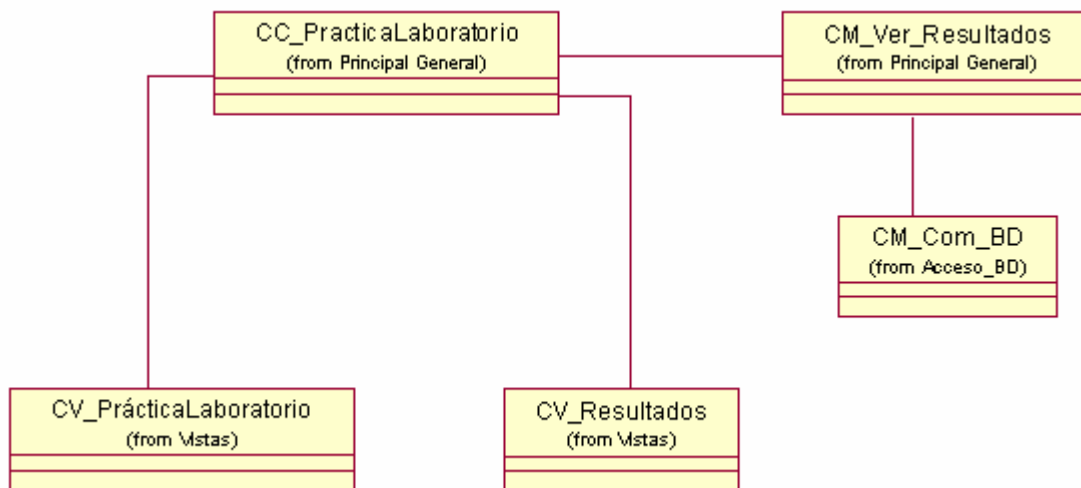 CC_PracticaLaboratorio
(from Principal General)
CM_Ver_Resultados
(from Principal General)
CM_Com_BD
(from Acceso_BD)
CV_PrácticaLaboratorio
(from Vistas)
CV_Resultados
(from Vistas)